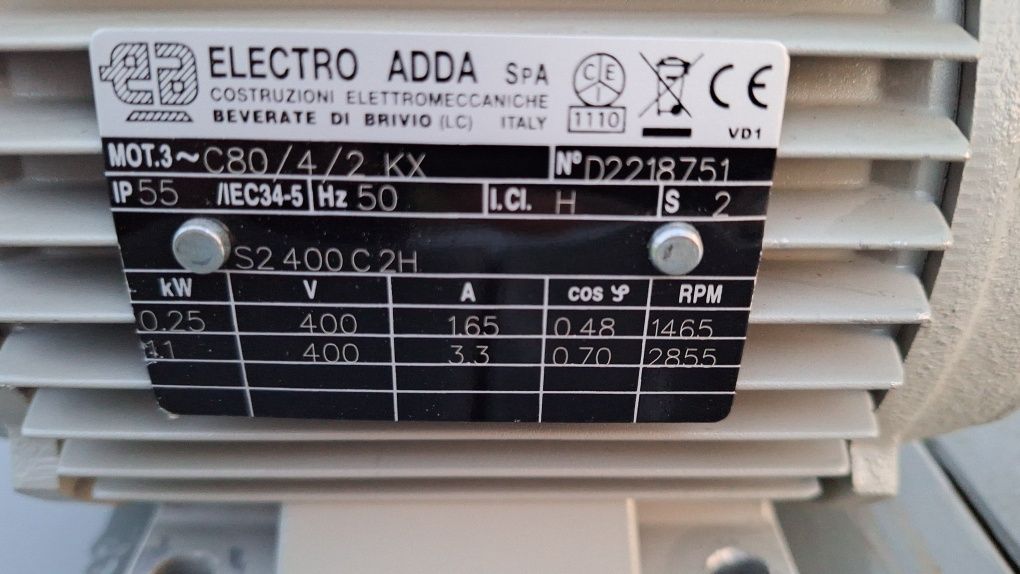 ELECTRO ADDA SpA
COSTRUZIONI ELETTROMECCANICHE
BEVERATE DI BRIVIO (LC) ITALY
CEI
1110
CE
VD1
MOT.3~ C80/4/2 KX N° D2218751
IP 55 /IEC34-5 Hz 50 I.Cl. H S 2
S2 400 C 2H
kW V A cos φ RPM
0.25 400 1.65 0.48 1465
1.1 400 3.3 0.70 2855